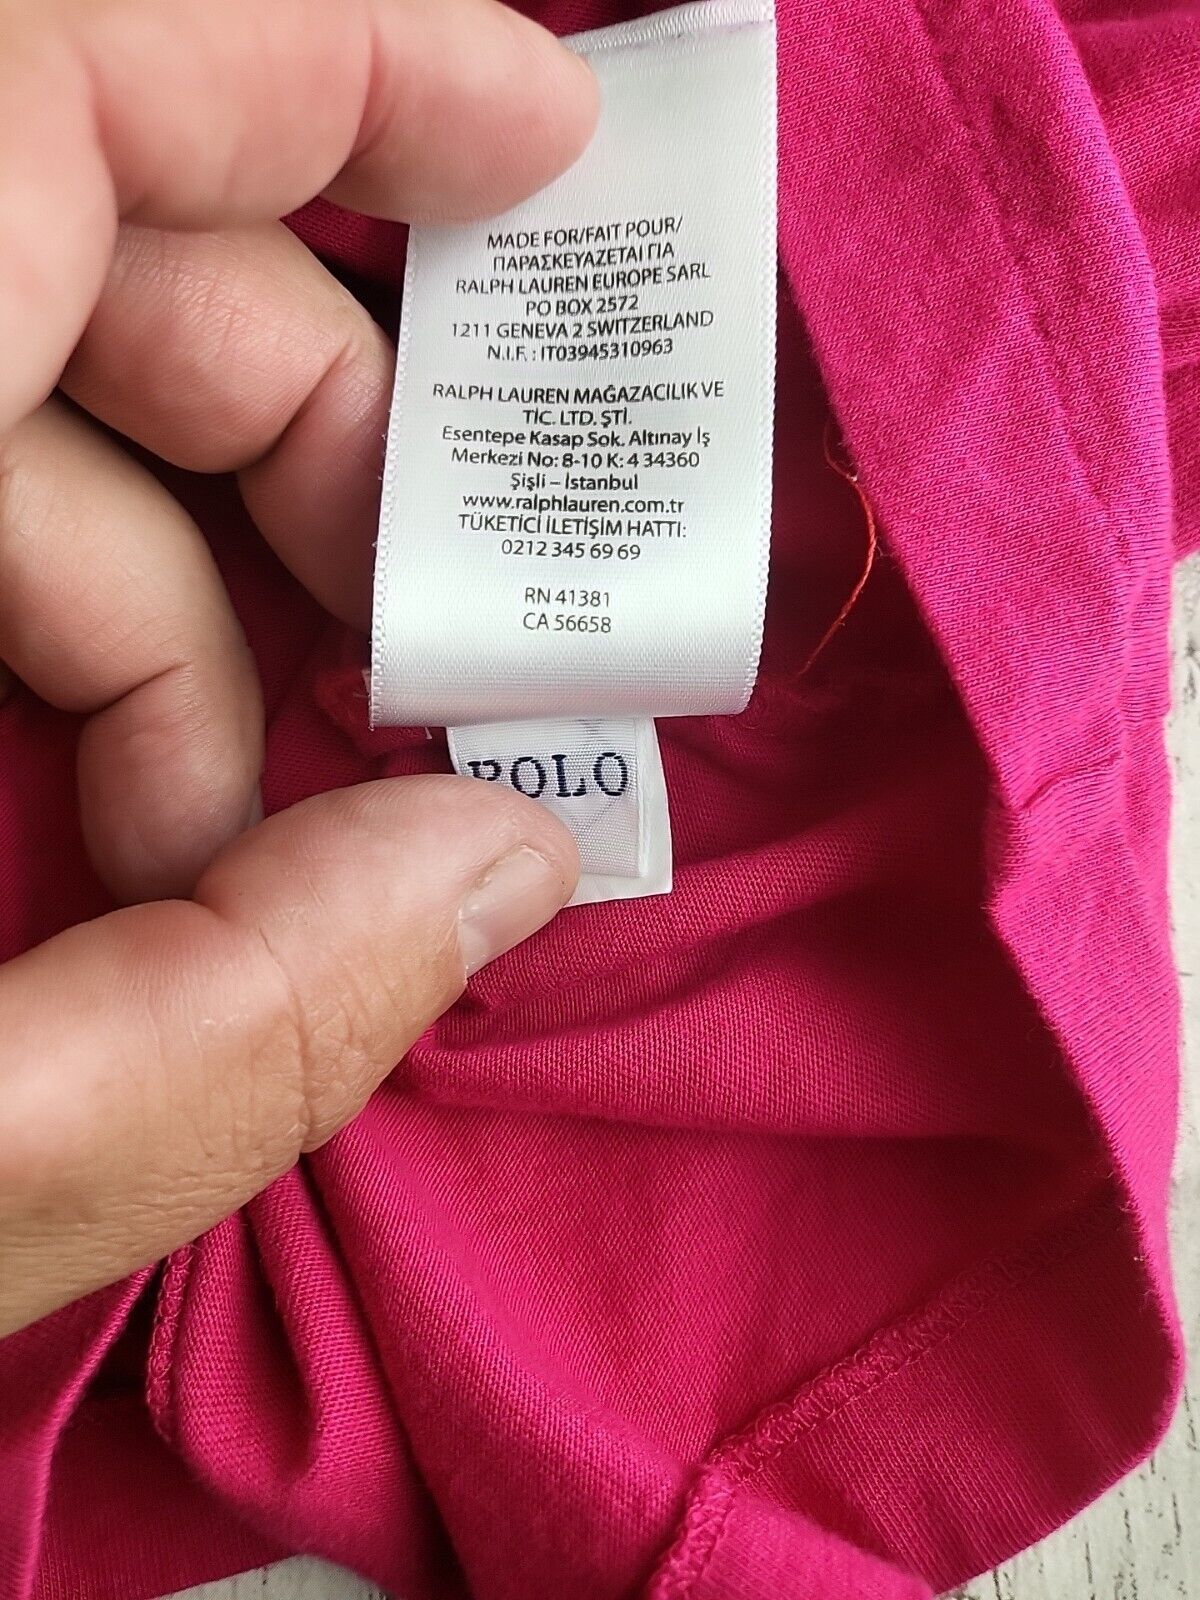 MADE FOR/FAIT POUR/
ΠΑΡΑΣΚΕΥΑΖΕΤΑΙ ΓΙΑ
RALPH LAUREN EUROPE SARL
PO BOX 2572
1211 GENEVA 2 SWITZERLAND
N.I.F. : IT03945310963
RALPH LAUREN MAĞAZACILIK VE
TİC. LTD. ŞTİ.
Esentepe Kasap Sok. Altınay İş
Merkezi No: 8-10 K: 4 34360
Şişli – İstanbul
www.ralphlauren.com.tr
TÜKETİCİ İLETİŞİM HATTI:
0212 345 69 69
RN 41381
CA 56658
POLO